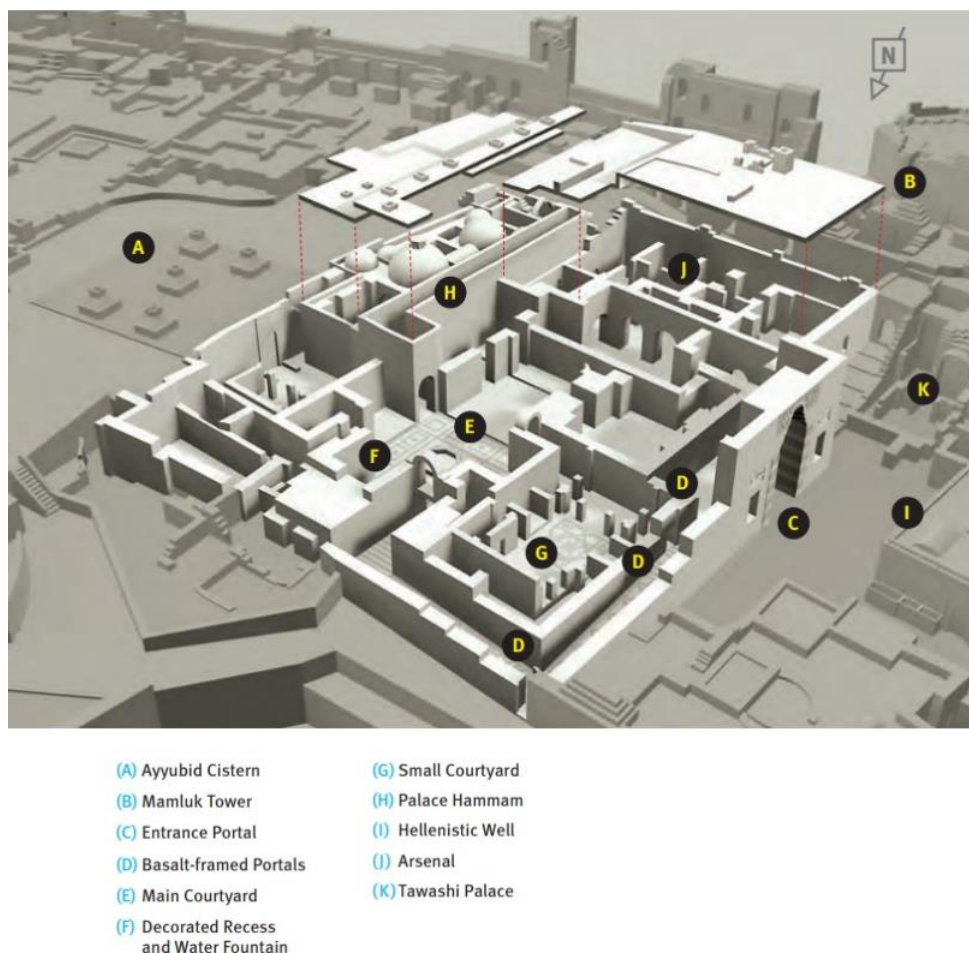 N
B
A
J
H
K
E
F
D
C
I
G
D
D
(A) Ayyubid Cistern
(B) Mamluk Tower
(C) Entrance Portal
(D) Basalt-framed Portals
(E) Main Courtyard
(F) Decorated Recess
and Water Fountain
(G) Small Courtyard
(H) Palace Hammam
(I) Hellenistic Well
(J) Arsenal
(K) Tawashi Palace